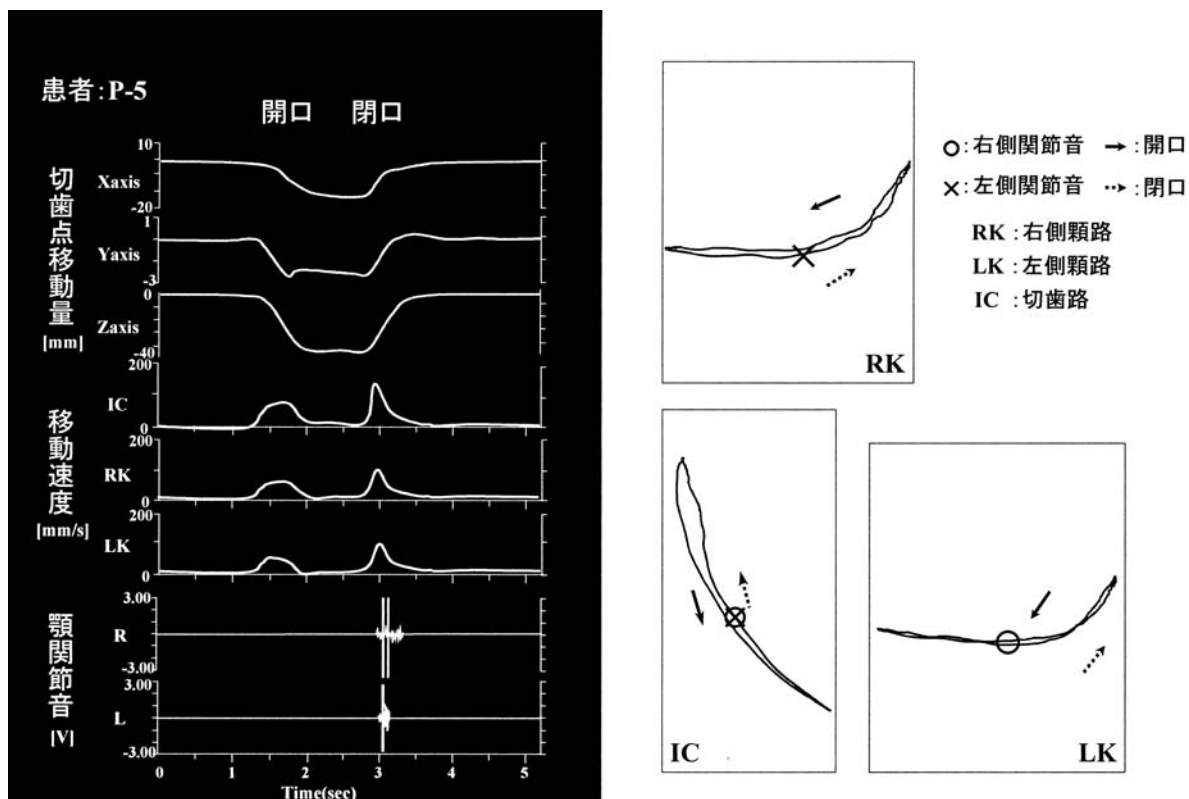 患者:P-5
開口 閉口
切歯点移動量
[mm]
10
Xaxis
-20
1
Yaxis
-3
0
Zaxis
-40
移動速度
[mm/s]
200
IC
0
200
RK
0
200
LK
0
顎関節音
[V]
3.00
R
-3.00
3.00
L
-3.00
0 1 2 3 4 5
Time(sec)
RK
○:右側関節音 →:開口
×:左側関節音 ⇢:閉口
RK:右側顆路
LK:左側顆路
IC:切歯路
IC
LK